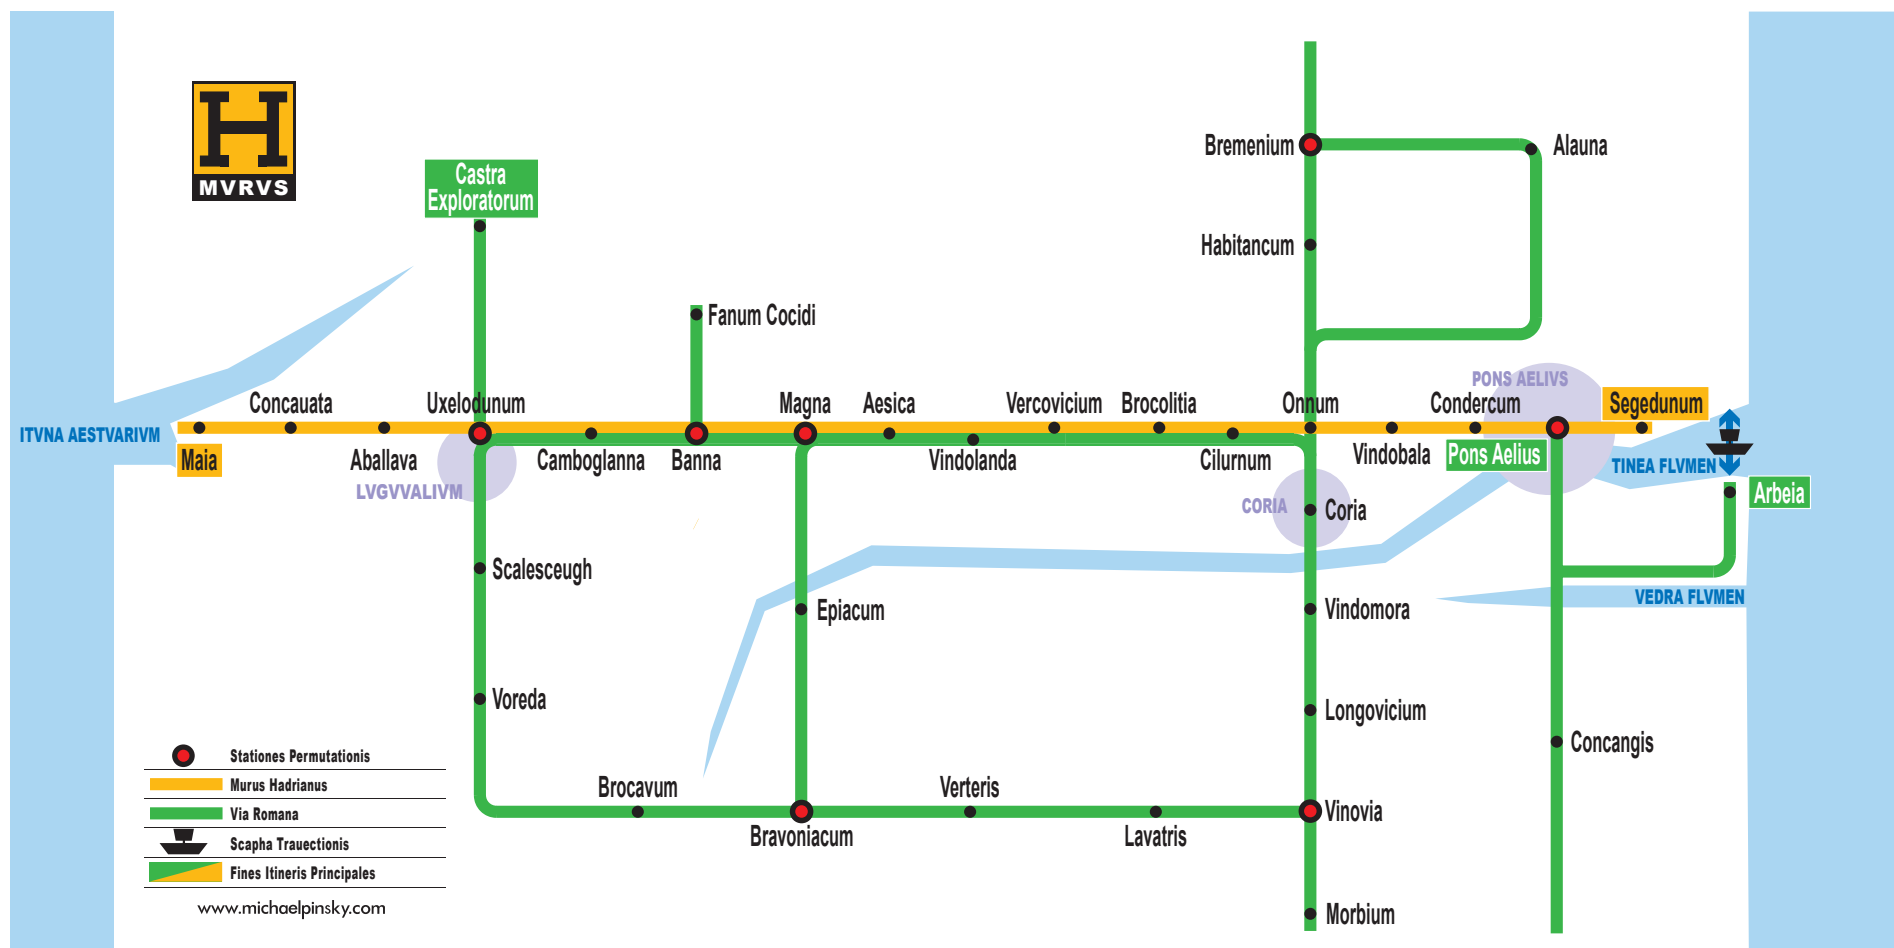 H
MVRVS
Castra
Exploratorum
Bremenium
Alauna
Habitancum
Fanum Cocidi
PONS AELIVS
Concauata
Uxelodunum
Magna
Aesica
Vercovicium
Brocolitia
Onnum
Condercum
Segedunum
ITVNA AESTVARIVM
Maia
Aballava
Camboglanna
Banna
Vindolanda
Cilurnum
Vindobala
Pons Aelius
TINEA FLVMEN
LVGVVALIVM
CORIA
Coria
Arbeia
Scalesceugh
Epiacum
Vindomora
VEDRA FLVMEN
Voreda
Longovicium
Concangis
Brocavum
Verteris
Bravoniacum
Lavatris
Vinovia
Morbium
Stationes Permutationis
Murus Hadrianus
Via Romana
Scapha Trauectionis
Fines Itineris Principales
www.michaelpinsky.com